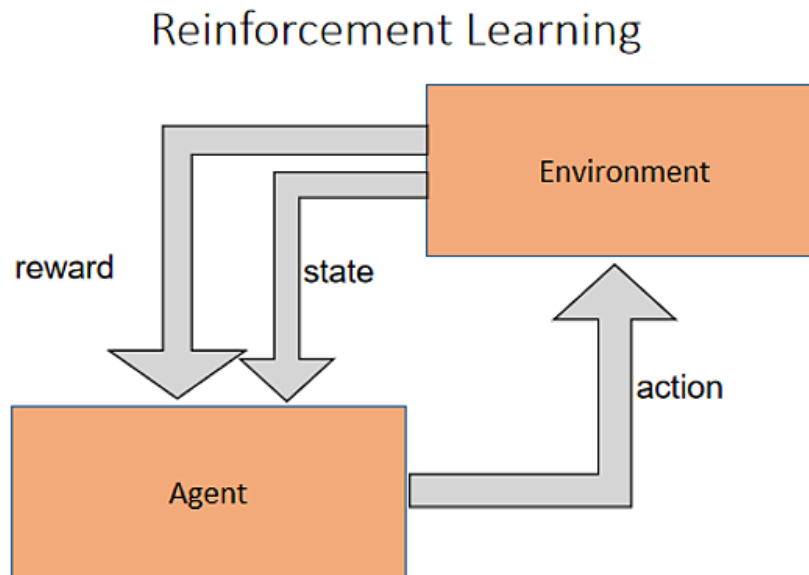 Reinforcement Learning
Environment
reward
state
action
Agent